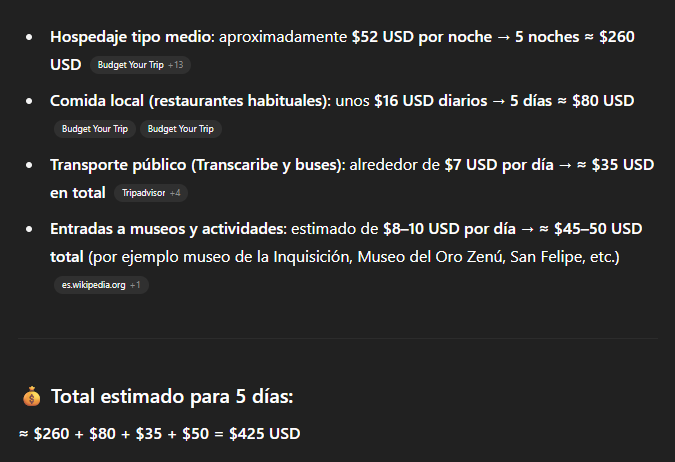 Hospedaje tipo medio: aproximadamente $52 USD por noche → 5 noches ≈ $260
USD Budget Your Trip +13
Comida local (restaurantes habituales): unos $16 USD diarios → 5 días ≈ $80 USD
Budget Your Trip Budget Your Trip
Transporte público (Transcaribe y buses): alrededor de $7 USD por día → ≈ $35 USD
en total Tripadvisor +4
Entradas a museos y actividades: estimado de $8–10 USD por día → ≈ $45–50 USD
total (por ejemplo museo de la Inquisición, Museo del Oro Zenú, San Felipe, etc.)
es.wikipedia.org +1
💰 Total estimado para 5 días:
≈ $260 + $80 + $35 + $50 = $425 USD